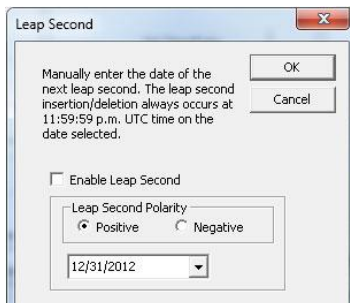 Leap Second
Manually enter the date of the
next leap second. The leap second
insertion/deletion always occurs at
11:59:59 p.m. UTC time on the
date selected.
OK
Cancel
Enable Leap Second
Leap Second Polarity
Positive Negative
12/31/2012